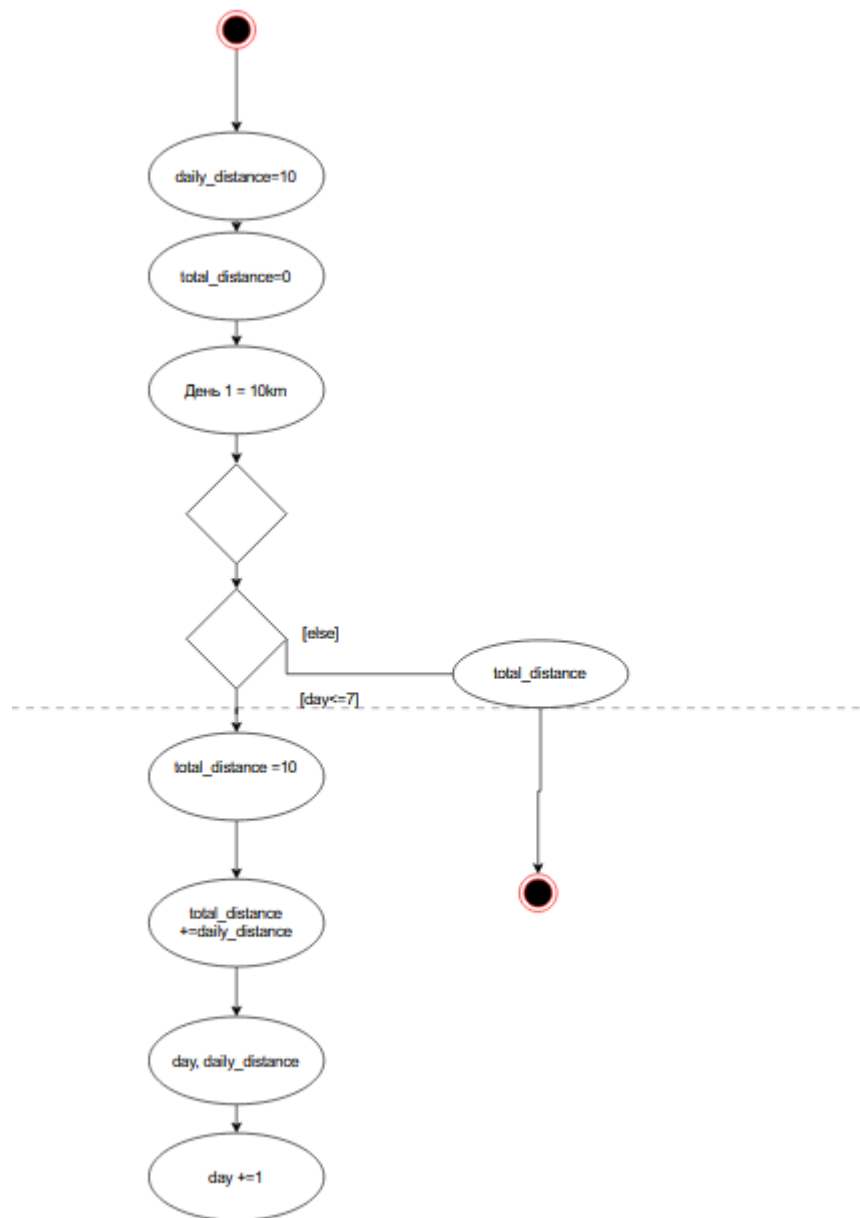 daily_distance=10
total_distance=0
День 1 = 10km
[else]
total_distance
[day<=7]
total_distance =10
total_distance
+=daily_distance
day, daily_distance
day +=1